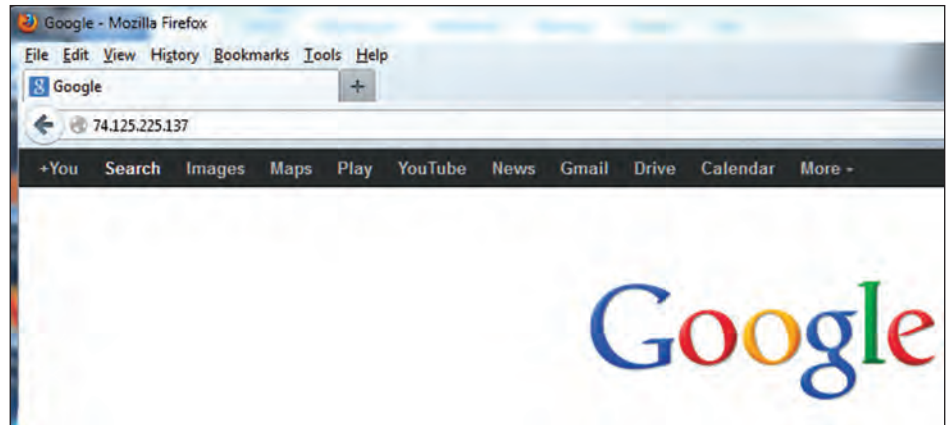 Google - Mozilla Firefox
File Edit View History Bookmarks Tools Help
8 Google +
74.125.225.137
+You Search Images Maps Play YouTube News Gmail Drive Calendar More
Google